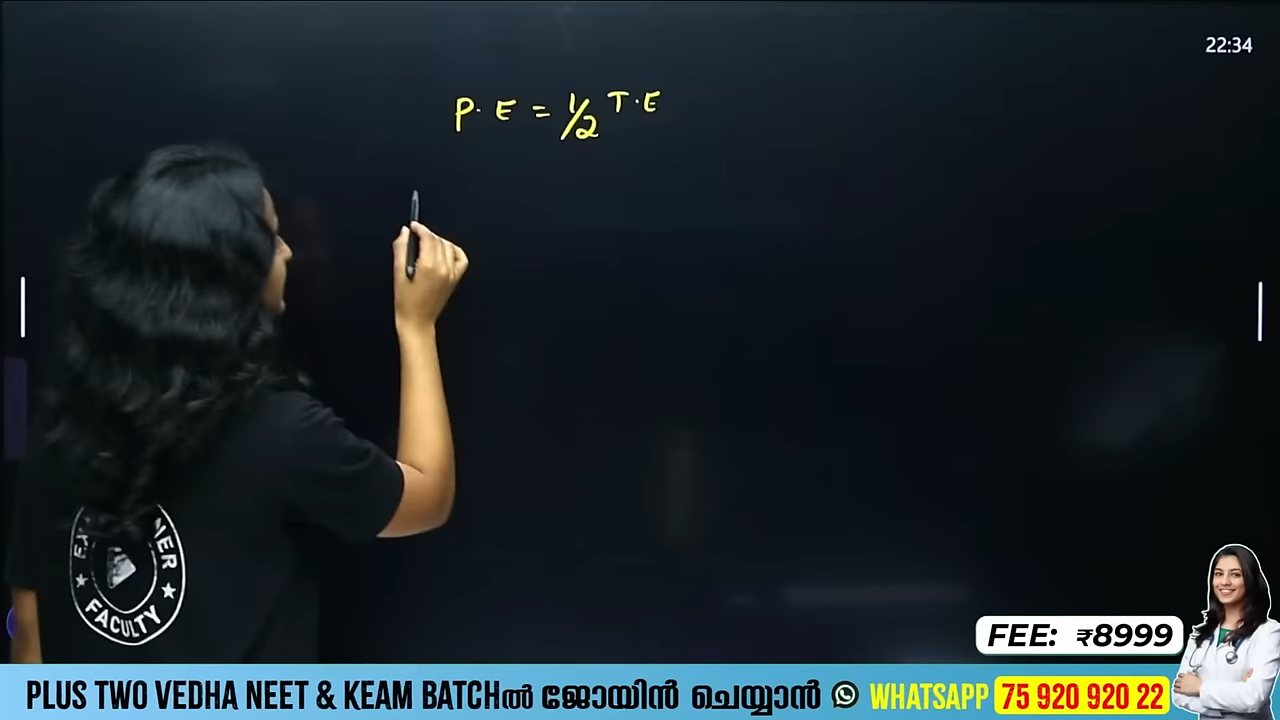 22:34
P.E = 1/2 T.E
FACULTY
FEE: ₹8999
PLUS TWO VEDHA NEET & KEAM BATCHൽ ജോയിൻ ചെയ്യാൻ WHATSAPP 75 920 920 22